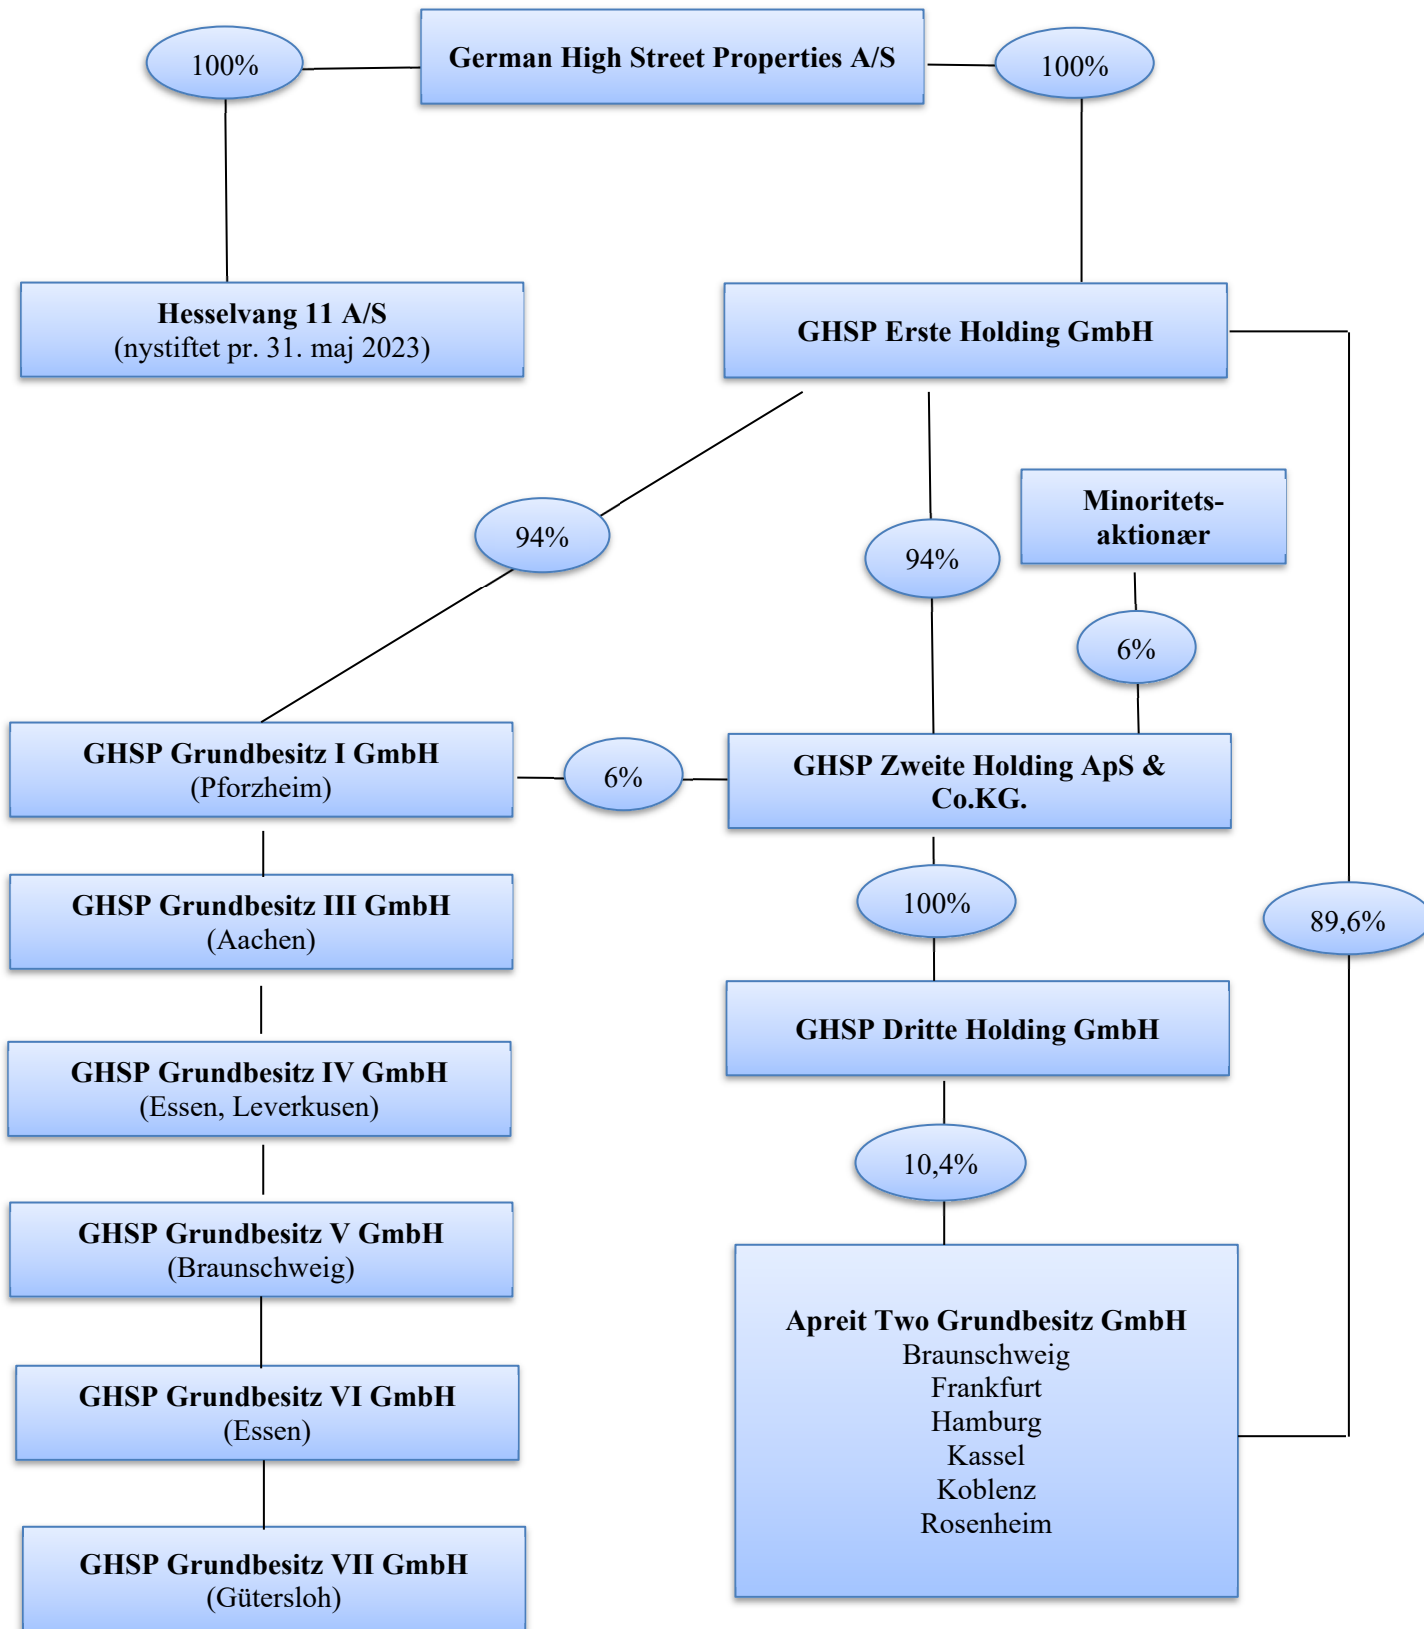 German High Street Properties A/S
100%
100%
Hesselvang 11 A/S
(nystiftet pr. 31. maj 2023)
GHSP Erste Holding GmbH
Minoritets-
aktionær
94%
94%
6%
GHSP Grundbesitz I GmbH
(Pforzheim)
6%
GHSP Zweite Holding ApS &
Co.KG.
GHSP Grundbesitz III GmbH
(Aachen)
100%
89,6%
GHSP Dritte Holding GmbH
GHSP Grundbesitz IV GmbH
(Essen, Leverkusen)
10,4%
GHSP Grundbesitz V GmbH
(Braunschweig)
Apreit Two Grundbesitz GmbH
Braunschweig
Frankfurt
Hamburg
Kassel
Koblenz
Rosenheim
GHSP Grundbesitz VI GmbH
(Essen)
GHSP Grundbesitz VII GmbH
(Gütersloh)